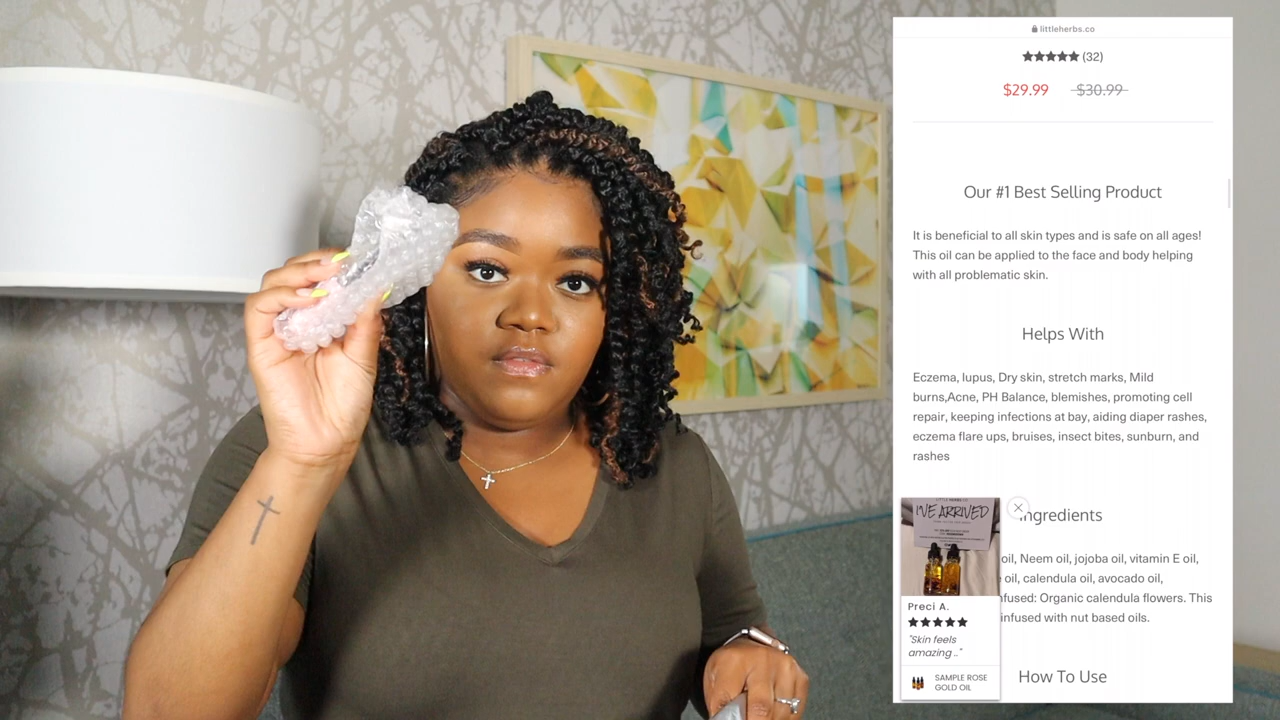 littleherbs.co
★★★★★ (32)
$29.99 $30.99
Our #1 Best Selling Product
It is beneficial to all skin types and is safe on all ages!
This oil can be applied to the face and body helping
with all problematic skin.
Helps With
Eczema, lupus, Dry skin, stretch marks, Mild
burns,Acne, PH Balance, blemishes, promoting cell
repair, keeping infections at bay, aiding diaper rashes,
eczema flare ups, bruises, insect bites, sunburn, and
rashes
Ingredients
oil, Neem oil, jojoba oil, vitamin E oil,
oil, calendula oil, avocado oil,
nfused: Organic calendula flowers. This
infused with nut based oils.
How To Use
I'VE ARRIVED
Preci A.
★★★★★
"Skin feels
amazing .."
SAMPLE ROSE
GOLD OIL